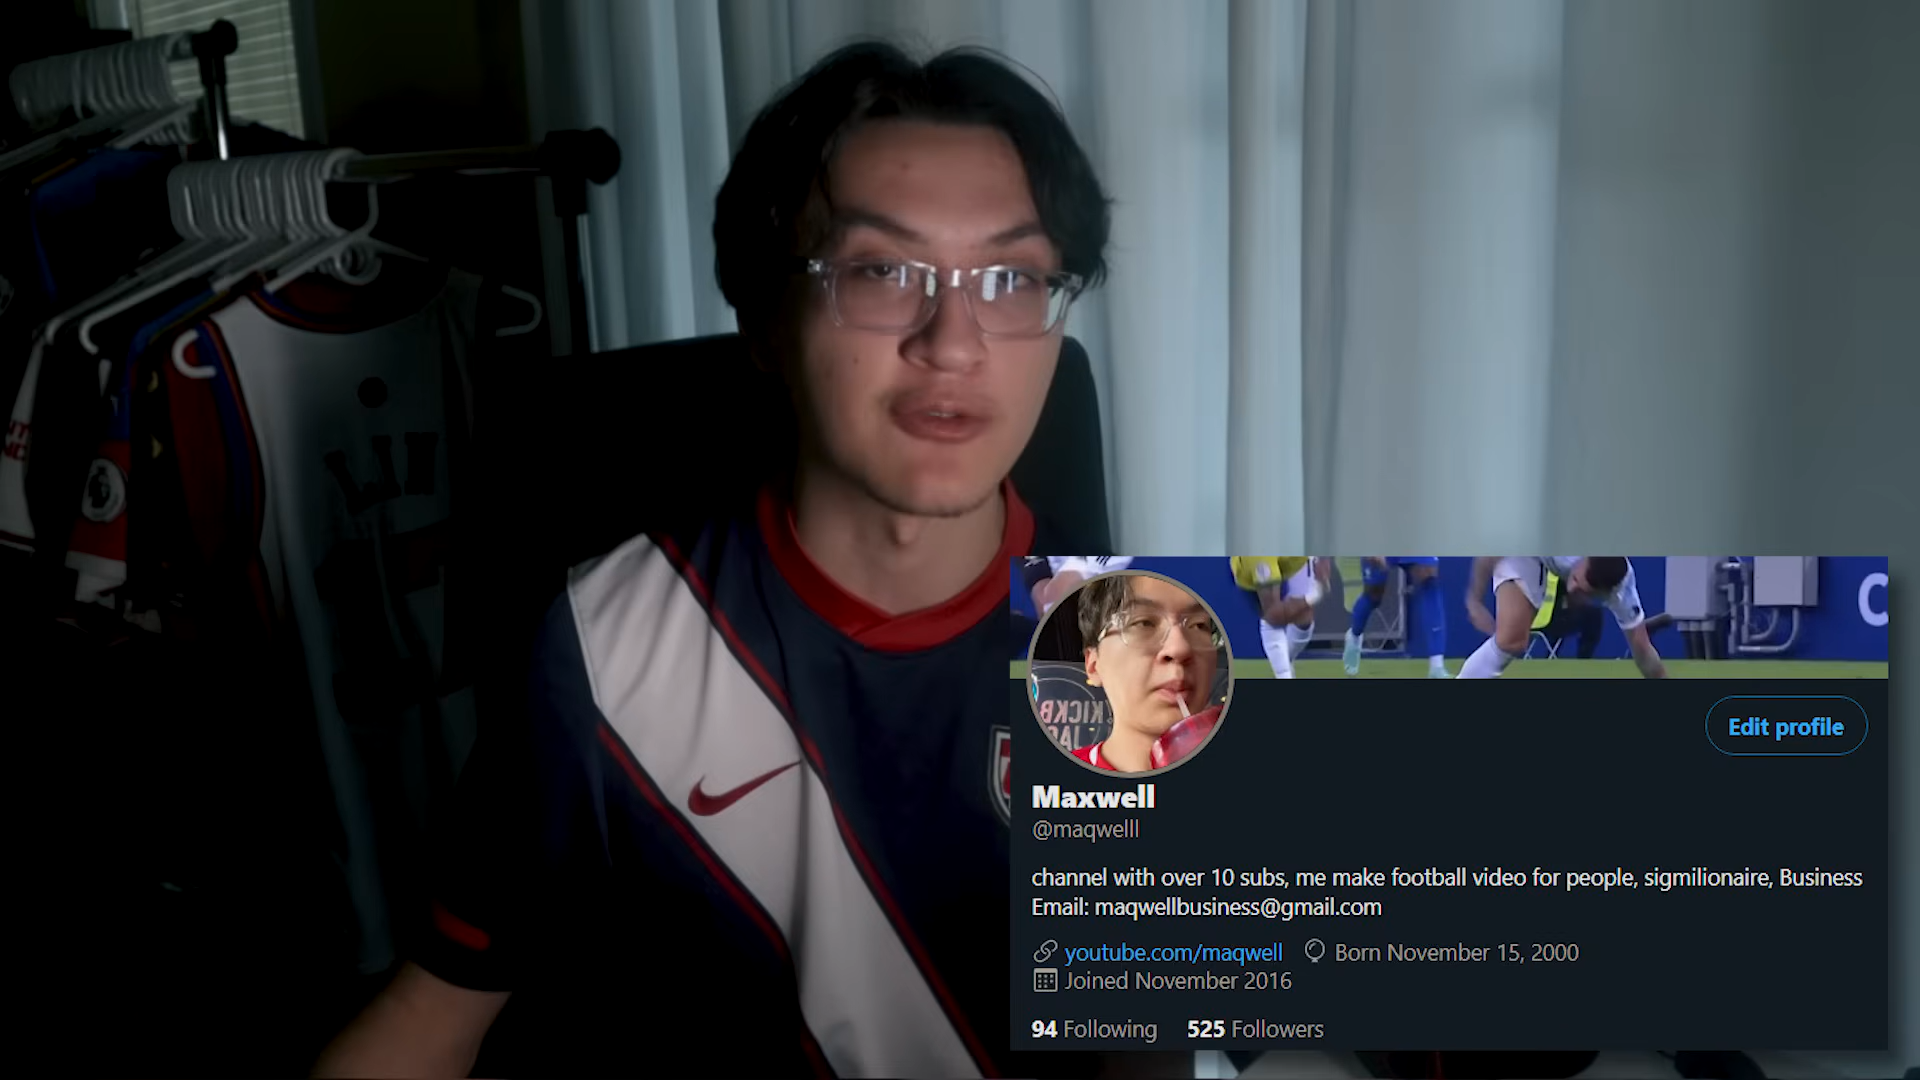 C
KICKB
Edit profile
Maxwell
@maqwelll
channel with over 10 subs, me make football video for people, sigmilionaire, Business
Email: maqwellbusiness@gmail.com
youtube.com/maqwell Born November 15, 2000
Joined November 2016
94 Following 525 Followers